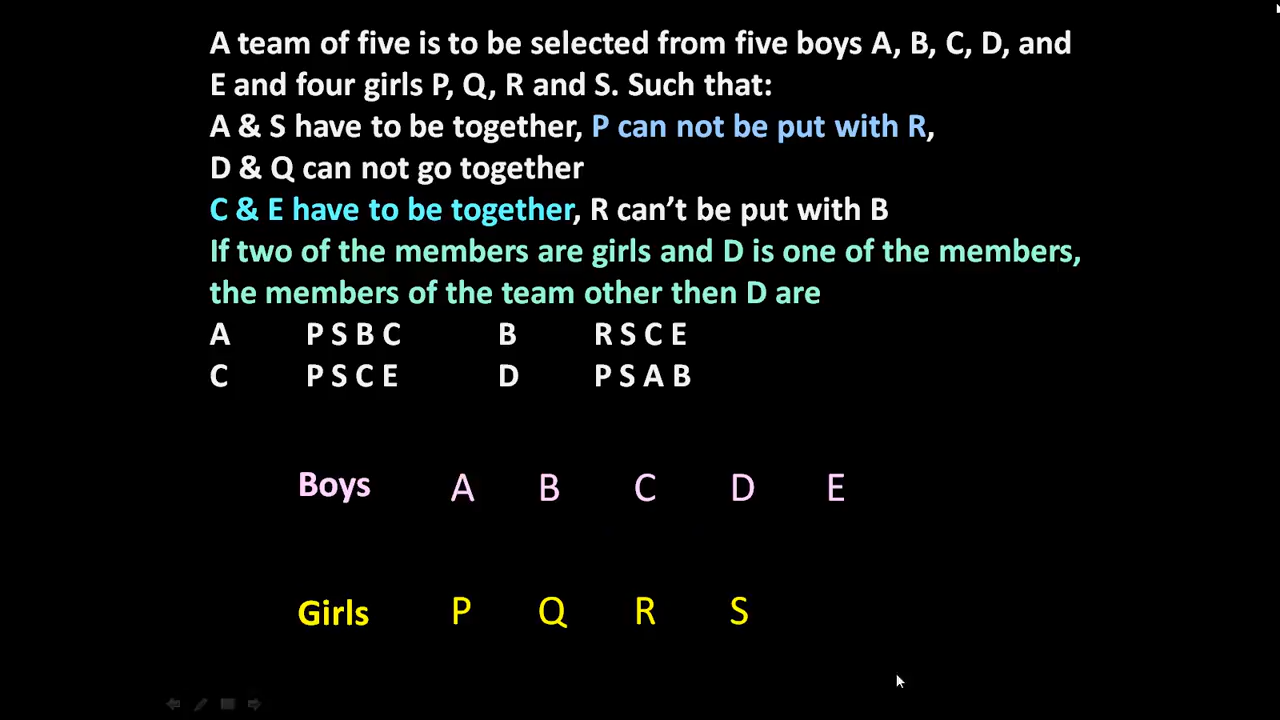 A team of five is to be selected from five boys A, B, C, D, and
E and four girls P, Q, R and S. Such that:
A & S have to be together, P can not be put with R,
D & Q can not go together
C & E have to be together, R can’t be put with B
If two of the members are girls and D is one of the members,
the members of the team other then D are
A P S B C B R S C E
C P S C E D P S A B
Boys A B C D E
Girls P Q R S